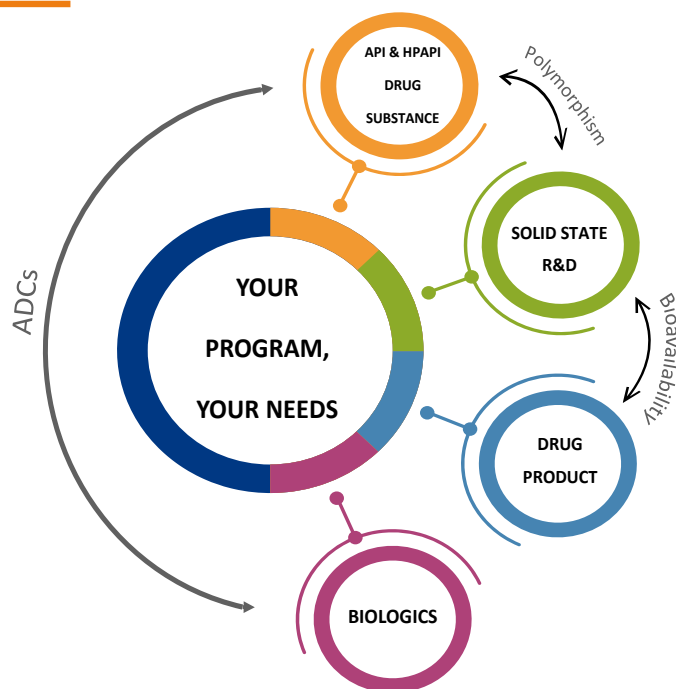 API & HPAPI
DRUG
SUBSTANCE
Polymorphism
SOLID STATE
R&D
YOUR
PROGRAM,
YOUR NEEDS
ADCs
Bioavailability
DRUG
PRODUCT
BIOLOGICS